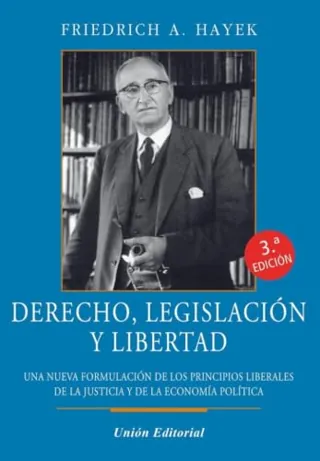 FRIEDRICH A. HAYEK
3.ª
EDICIÓN
DERECHO, LEGISLACIÓN
Y LIBERTAD
UNA NUEVA FORMULACIÓN DE LOS PRINCIPIOS LIBERALES
DE LA JUSTICIA Y DE LA ECONOMÍA POLÍTICA
Unión Editorial